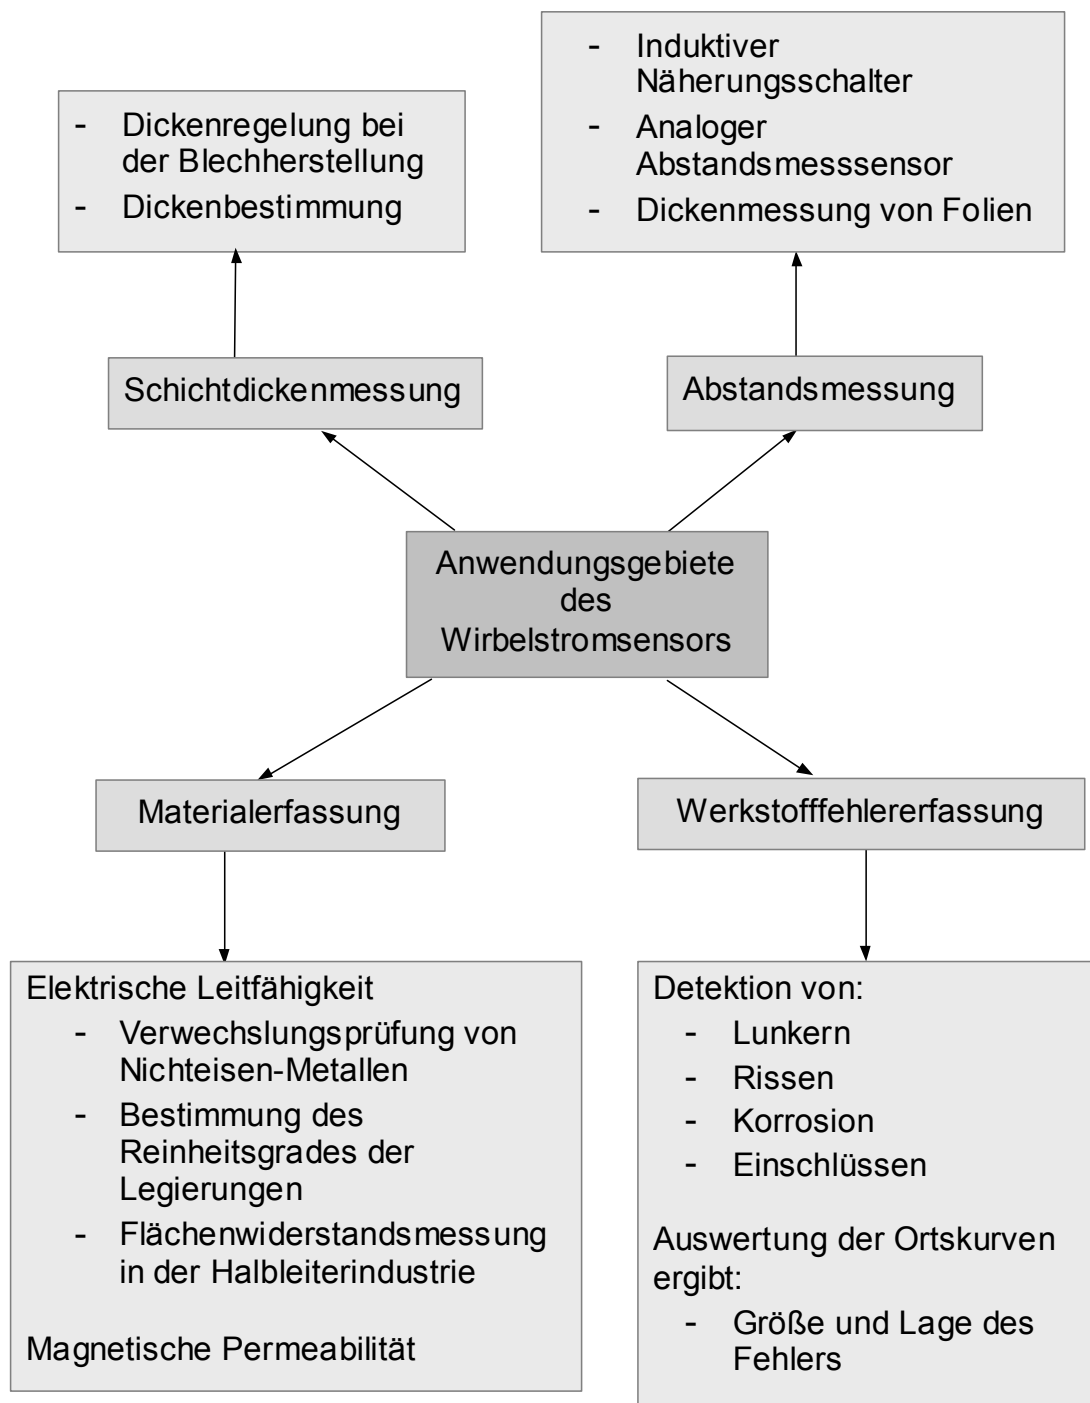 - Induktiver
Näherungsschalter
- Analoger
Abstandsmesssensor
- Dickenmessung von Folien
- Dickenregelung bei
der Blechherstellung
- Dickenbestimmung
Schichtdickenmessung
Abstandsmessung
Anwendungsgebiete
des
Wirbelstromsensors
Materialerfassung
Werkstofffehlererfassung
Elektrische Leitfähigkeit
- Verwechslungsprüfung von
Nichteisen-Metallen
- Bestimmung des
Reinheitsgrades der
Legierungen
- Flächenwiderstandsmessung
in der Halbleiterindustrie
Magnetische Permeabilität
Detektion von:
- Lunkern
- Rissen
- Korrosion
- Einschlüssen
Auswertung der Ortskurven
ergibt:
- Größe und Lage des
Fehlers